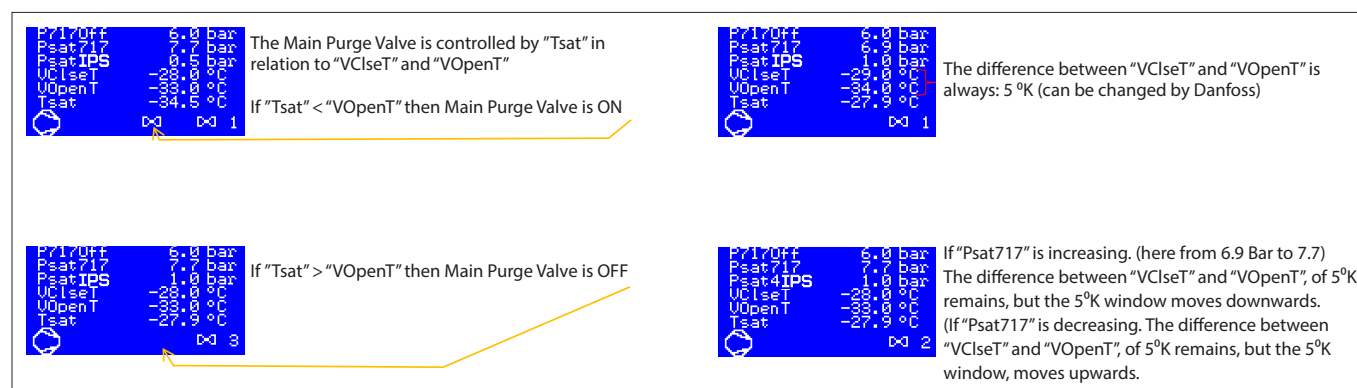 P717Off 6.0 bar
Psat717 7.7 bar
PsatIPS 0.5 bar
VClseT -28.0 °C
VOpenT -33.0 °C
Tsat -34.5 °C
1
The Main Purge Valve is controlled by ”Tsat” in
relation to “VClseT” and “VOpenT”
If ”Tsat” < “VOpenT” then Main Purge Valve is ON
P717Off 6.0 bar
Psat717 6.9 bar
PsatIPS 1.0 bar
VClseT -29.0 °C
VOpenT -34.0 °C
Tsat -27.9 °C
1
The difference between “VClseT” and “VOpenT” is
always: 5 ⁰K (can be changed by Danfoss)
P717Off 6.0 bar
Psat717 7.7 bar
PsatIPS 1.0 bar
VClseT -28.0 °C
VOpenT -33.0 °C
Tsat -27.9 °C
3
If “Tsat” > “VOpenT” then Main Purge Valve is OFF
P717Off 6.0 bar
Psat717 7.7 bar
Psat4IPS 1.0 bar
VClseT -28.0 °C
VOpenT -33.0 °C
Tsat -27.9 °C
2
If “Psat717” is increasing. (here from 6.9 Bar to 7.7)
The difference between “VClseT” and “VOpenT”, of 5⁰K
remains, but the 5⁰K window moves downwards.
(If “Psat717” is decreasing. The difference between
“VClseT” and “VOpenT”, of 5⁰K remains, but the 5⁰K
window, moves upwards.